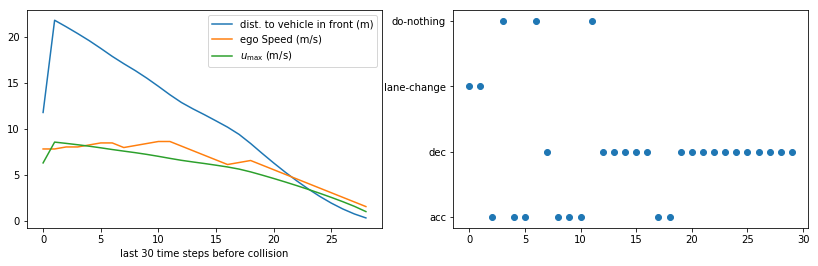 dist. to vehicle in front (m)
ego Speed (m/s)
u_max (m/s)
20
15
10
5
0
0 5 10 15 20 25
last 30 time steps before collision
do-nothing
lane-change
dec
acc
0 5 10 15 20 25 30